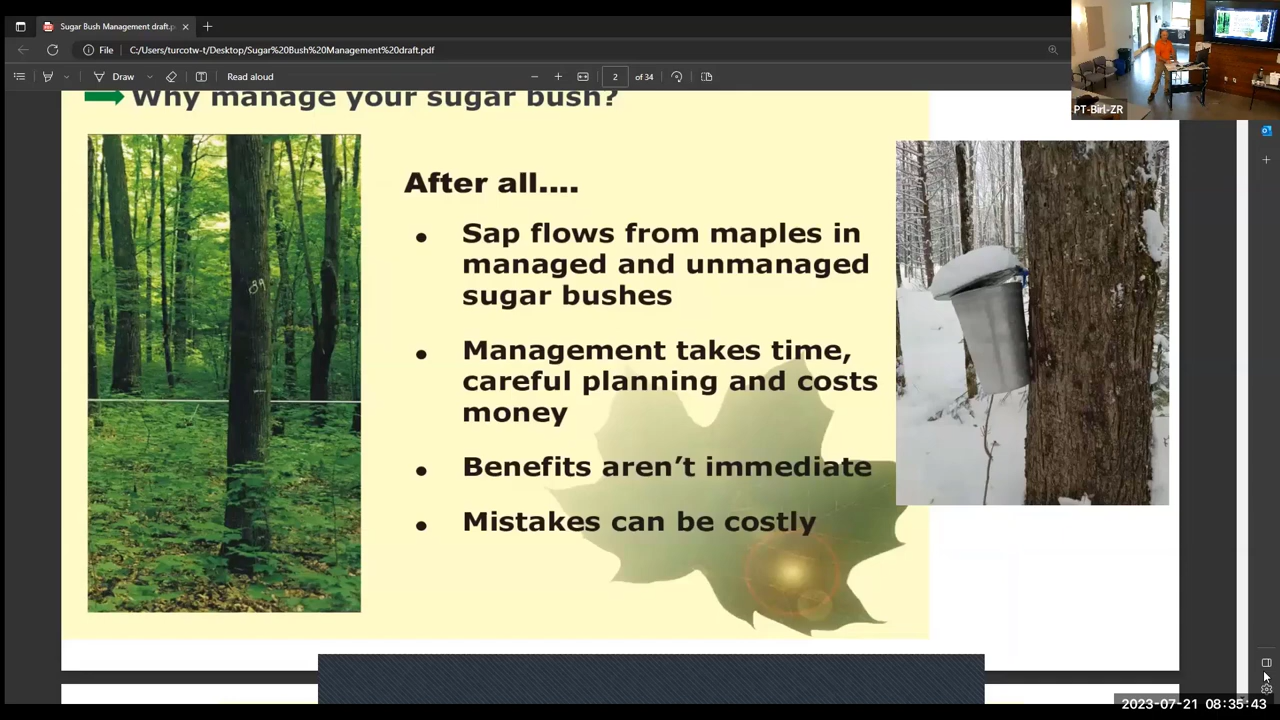 Sugar Bush Management draft.p
File
C:/Users/turcotw-t/Desktop/Sugar%20Bush%20Management%20draft.pdf
Draw
Read aloud
2
of 34
PT-Birl-ZR
Why manage your sugar bush?
After all....
• Sap flows from maples in
managed and unmanaged
sugar bushes
• Management takes time,
careful planning and costs
money
• Benefits aren't immediate
• Mistakes can be costly
2023-07-21 08:35:43